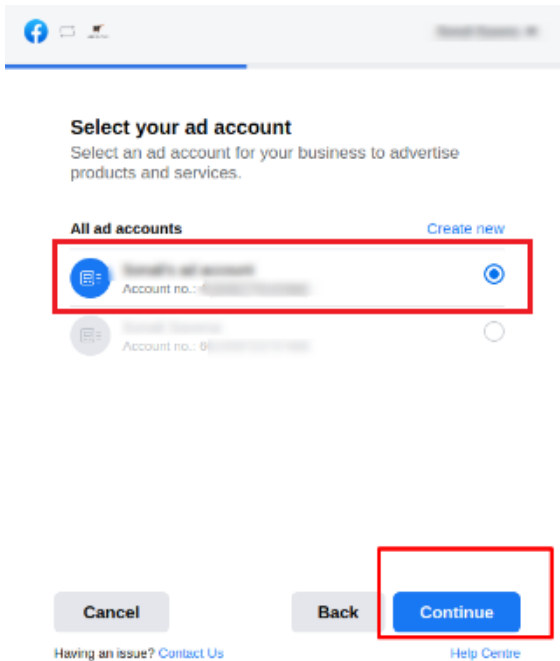 Select your ad account
Select an ad account for your business to advertise
products and services.
All ad accounts Create new
Account no.:
Account no.: 6
Cancel Back Continue
Having an issue? Contact Us Help Centre